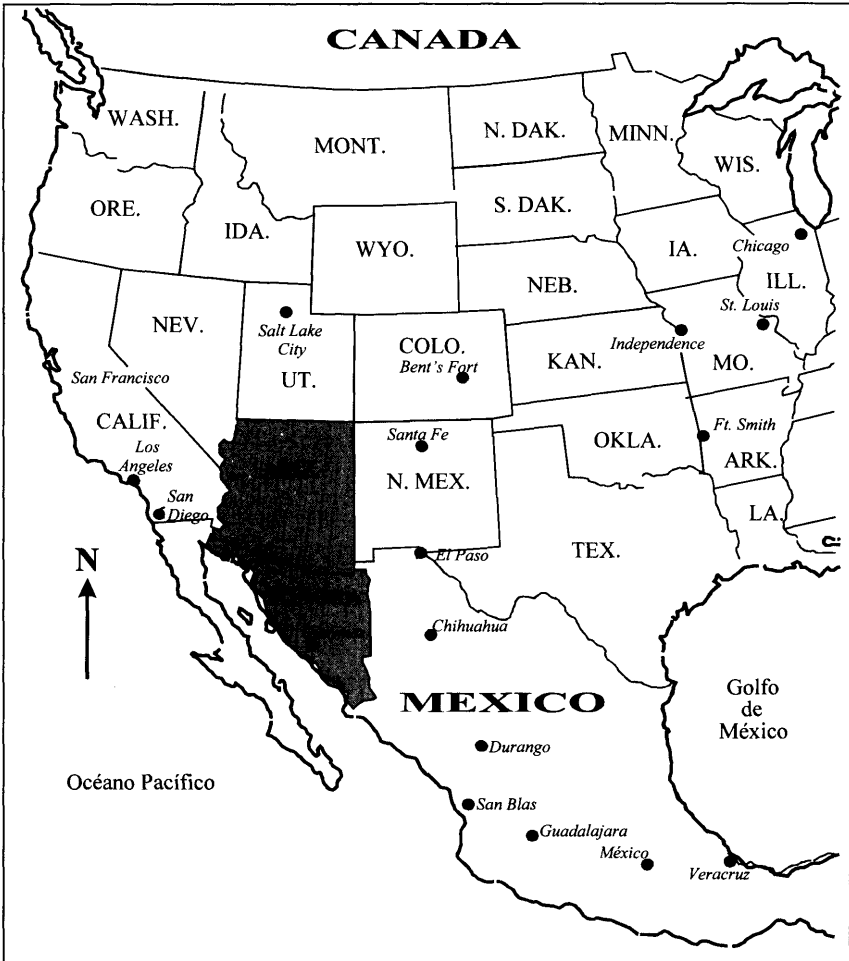 CANADA
WASH.
MONT.
N. DAK.
MINN.
WIS.
ORE.
IDA.
WYO.
S. DAK.
IA.
Chicago
ILL.
NEB.
NEV.
Salt Lake
City
UT.
COLO.
Bent's Fort
KAN.
Independence
St. Louis
MO.
San Francisco
CALIF.
Los
Angeles
San
Diego
Santa Fe
N. MEX.
OKLA.
Ft. Smith
ARK.
LA.
TEX.
El Paso
N
Chihuahua
MEXICO
Golfo
de
México
Durango
Océano Pacífico
San Blas
Guadalajara
México
Veracruz